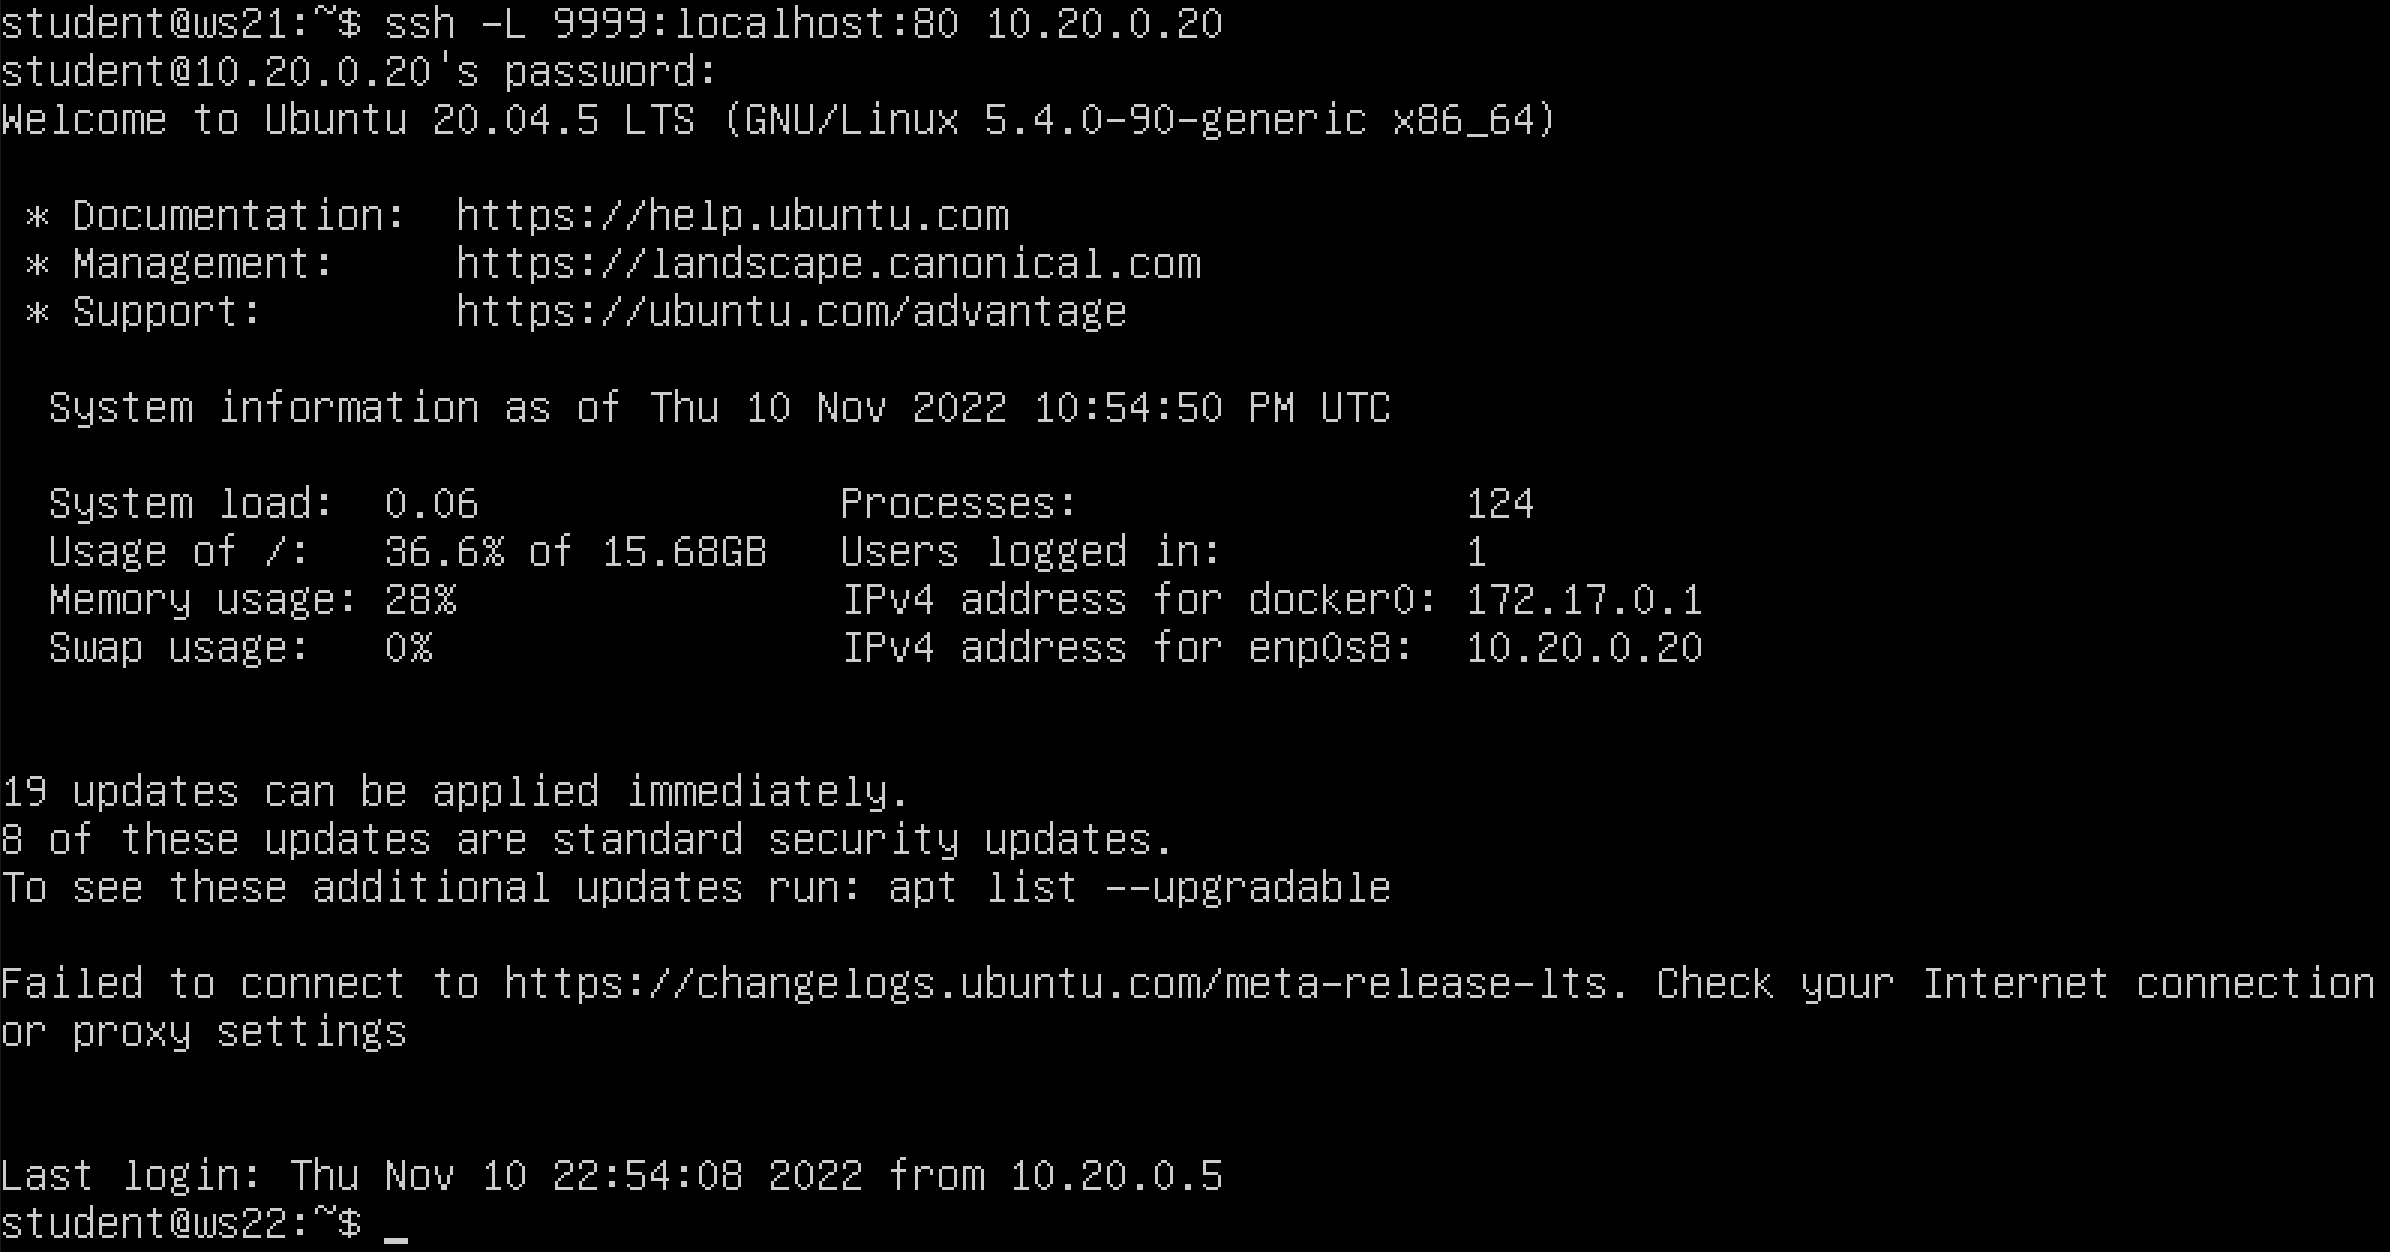 student@ws21:~$ ssh -L 9999:localhost:80 10.20.0.20
student@10.20.0.20's password:
Welcome to Ubuntu 20.04.5 LTS (GNU/Linux 5.4.0-90-generic x86_64)
* Documentation:  https://help.ubuntu.com
* Management:     https://landscape.canonical.com
* Support:        https://ubuntu.com/advantage
System information as of Thu 10 Nov 2022 10:54:50 PM UTC
System load:  0.06               Processes:                124
Usage of /:   36.6% of 15.68GB   Users logged in:          1
Memory usage: 28%                IPv4 address for docker0: 172.17.0.1
Swap usage:   0%                 IPv4 address for enp0s8:  10.20.0.20
19 updates can be applied immediately.
8 of these updates are standard security updates.
To see these additional updates run: apt list --upgradable
Failed to connect to https://changelogs.ubuntu.com/meta-release-lts. Check your Internet connection
or proxy settings
Last login: Thu Nov 10 22:54:08 2022 from 10.20.0.5
student@ws22:~$ _